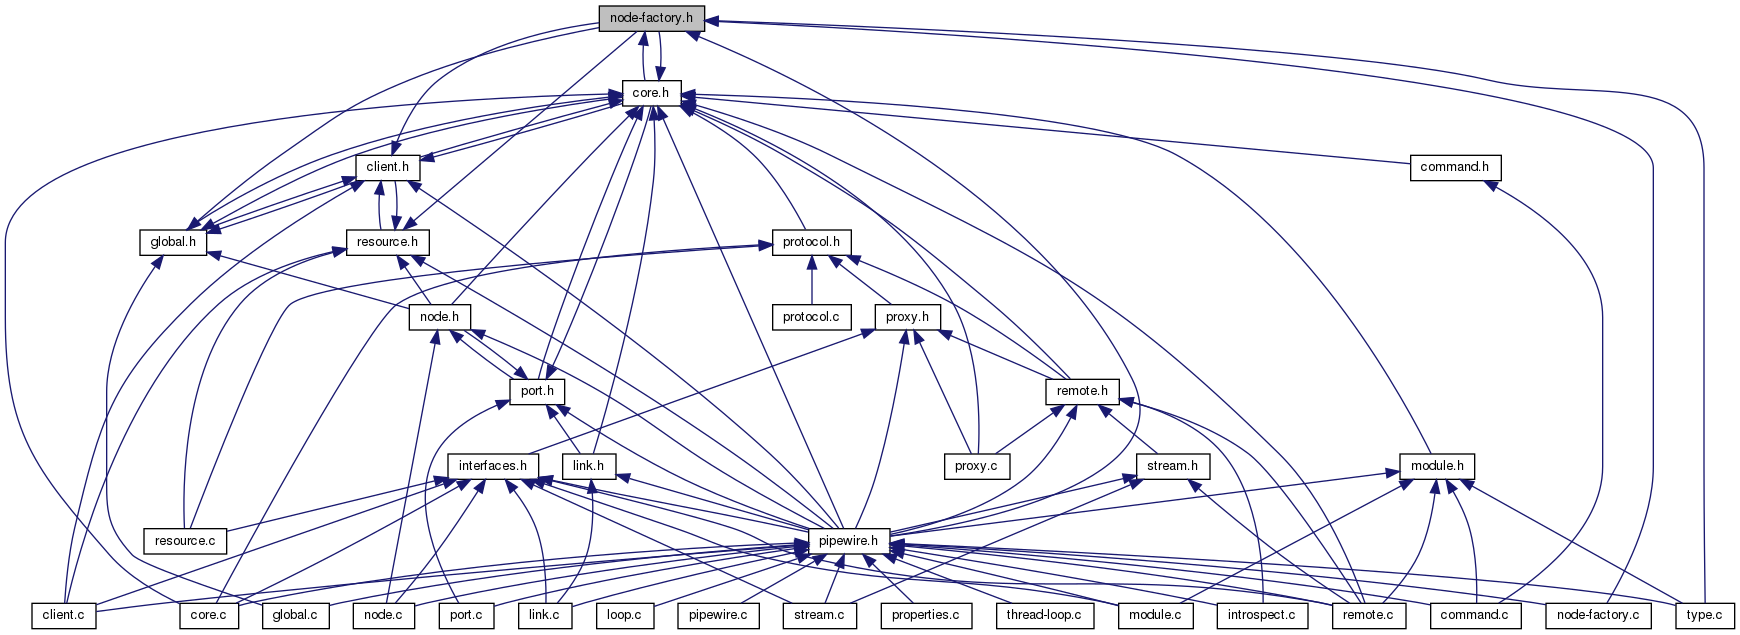 node-factory.h
core.h
client.h
command.h
global.h
resource.h
protocol.h
node.h
protocol.c
proxy.h
port.h
remote.h
interfaces.h
link.h
proxy.c
stream.h
module.h
resource.c
pipewire.h
client.c
core.c
global.c
node.c
port.c
link.c
loop.c
pipewire.c
stream.c
properties.c
thread-loop.c
module.c
introspect.c
remote.c
command.c
node-factory.c
type.c